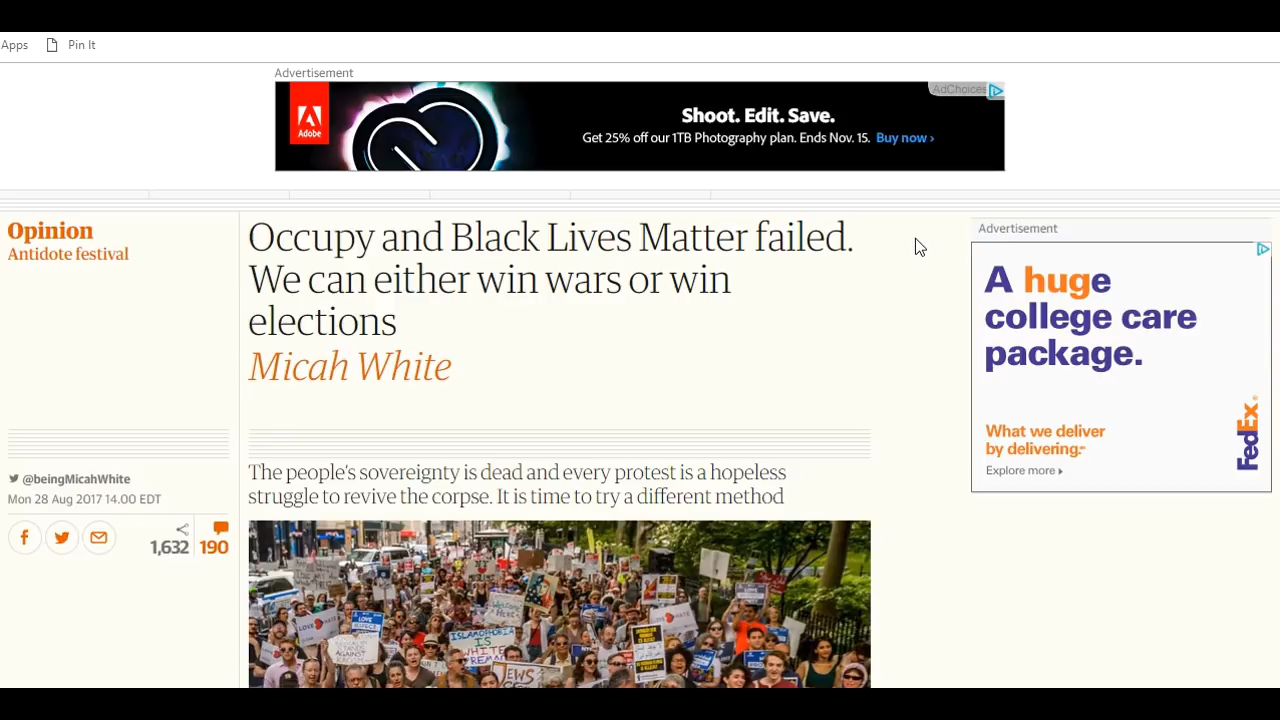 Apps Pin It
Advertisement
AdChoices
Adobe
Shoot. Edit. Save.
Get 25% off our 1TB Photography plan. Ends Nov. 15. Buy now ›
Opinion
Antidote festival
Occupy and Black Lives Matter failed.
We can either win wars or win
elections
Micah White
Advertisement
A huge
college care
package.
What we deliver
by delivering.
Explore more
FedEx
@beingMicahWhite
Mon 28 Aug 2017 14.00 EDT
1,632 190
The people's sovereignty is dead and every protest is a hopeless
struggle to revive the corpse. It is time to try a different method
ISLAMOPHOBIA
IS
JEWS